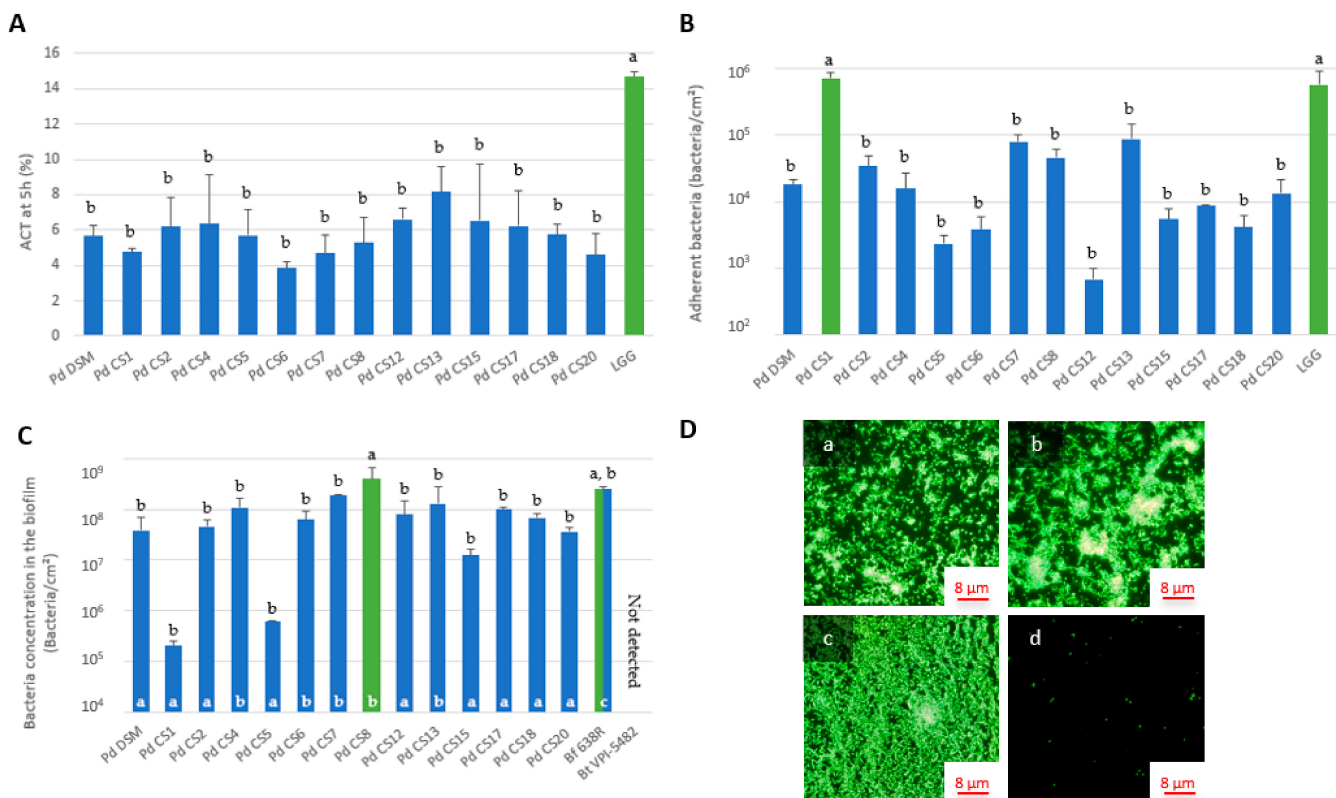 A
ACT at 5h (%)
16
14
12
10
8
6
4
2
0
b
b
b
b
b
b
b
b
b
b
b
b
b
b
a
Pd DSM
Pd CS1
Pd CS2
Pd CS4
Pd CS5
Pd CS6
Pd CS7
Pd CS8
Pd CS12
Pd CS13
Pd CS15
Pd CS17
Pd CS18
Pd CS20
LGG
B
Adherent bacteria (bacteria/cm²)
10⁶
10⁵
10⁴
10³
10²
b
a
b
b
b
b
b
b
b
b
b
b
b
b
a
Pd DSM
Pd CS1
Pd CS2
Pd CS4
Pd CS5
Pd CS6
Pd CS7
Pd CS8
Pd CS12
Pd CS13
Pd CS15
Pd CS17
Pd CS18
Pd CS20
LGG
C
Bacteria concentration in the biofilm
(Bacteria/cm²)
10⁹
10⁸
10⁷
10⁶
10⁵
10⁴
b
b
b
b
b
b
b
a
b
b
b
b
b
b
a, b
Not detected
a
a
a
b
a
b
b
b
a
b
a
a
a
a
c
Pd DSM
Pd CS1
Pd CS2
Pd CS4
Pd CS5
Pd CS6
Pd CS7
Pd CS8
Pd CS12
Pd CS13
Pd CS15
Pd CS17
Pd CS18
Pd CS20
Bf 638R
Bt VPI-5482
D
a
8 µm
b
8 µm
c
8 µm
d
8 µm